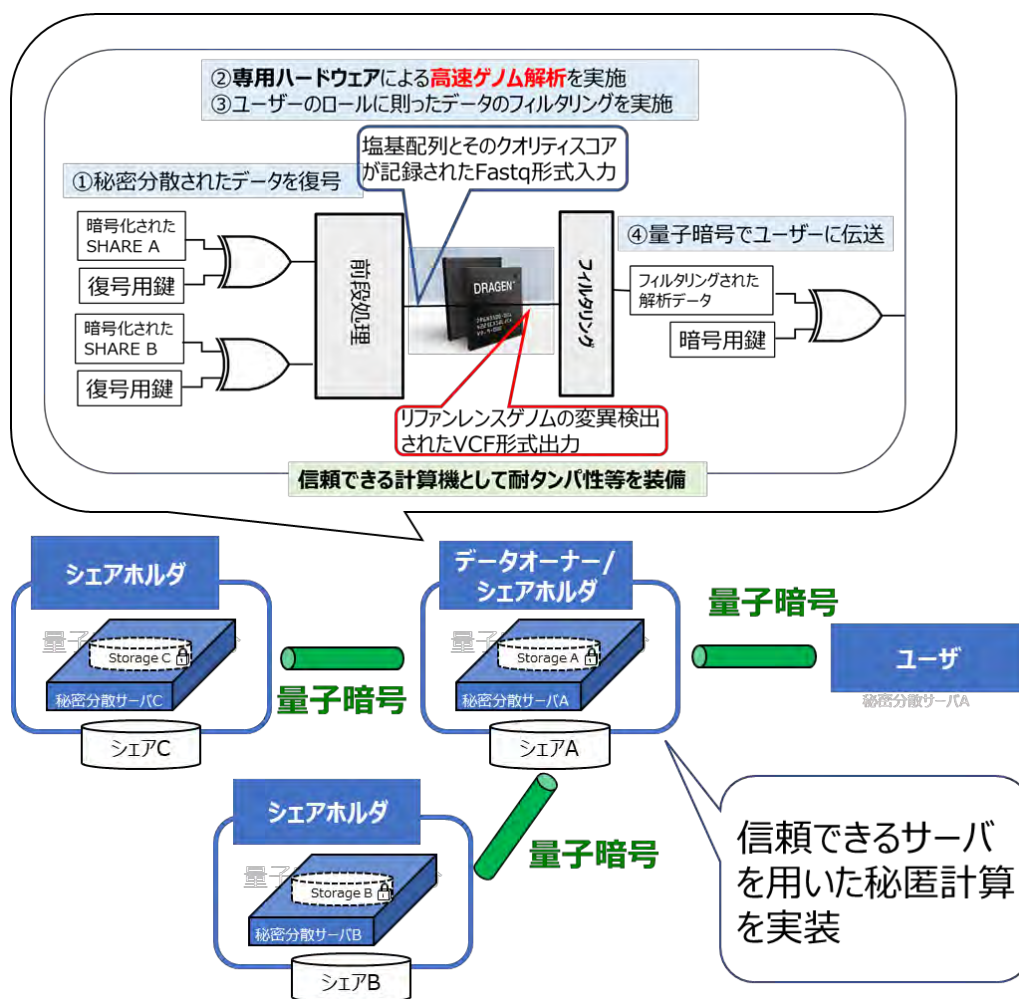 ②専用ハードウェアによる高速ゲノム解析を実施
③ユーザーのロールに則ったデータのフィルタリングを実施
塩基配列とそのクオリティスコア
が記録されたFastq形式入力
①秘密分散されたデータを復号
暗号化された
SHARE A
復号用鍵
暗号化された
SHARE B
復号用鍵
前段処理
DRAGEN
フィルタリング
④量子暗号でユーザーに伝送
フィルタリングされた
解析データ
暗号用鍵
リファンレンスゲノムの変異検出
されたVCF形式出力
信頼できる計算機として耐タンパ性等を装備
シェアホルダ
量子
Storage C
秘密分散サーバC
シェアC
量子暗号
データオーナー/
シェアホルダ
Storage A
秘密分散サーバA
シェアA
量子暗号
ユーザ
秘密分散サーバA
シェアホルダ
量子
Storage B
秘密分散サーバB
シェアB
量子暗号
信頼できるサーバ
を用いた秘匿計算
を実装